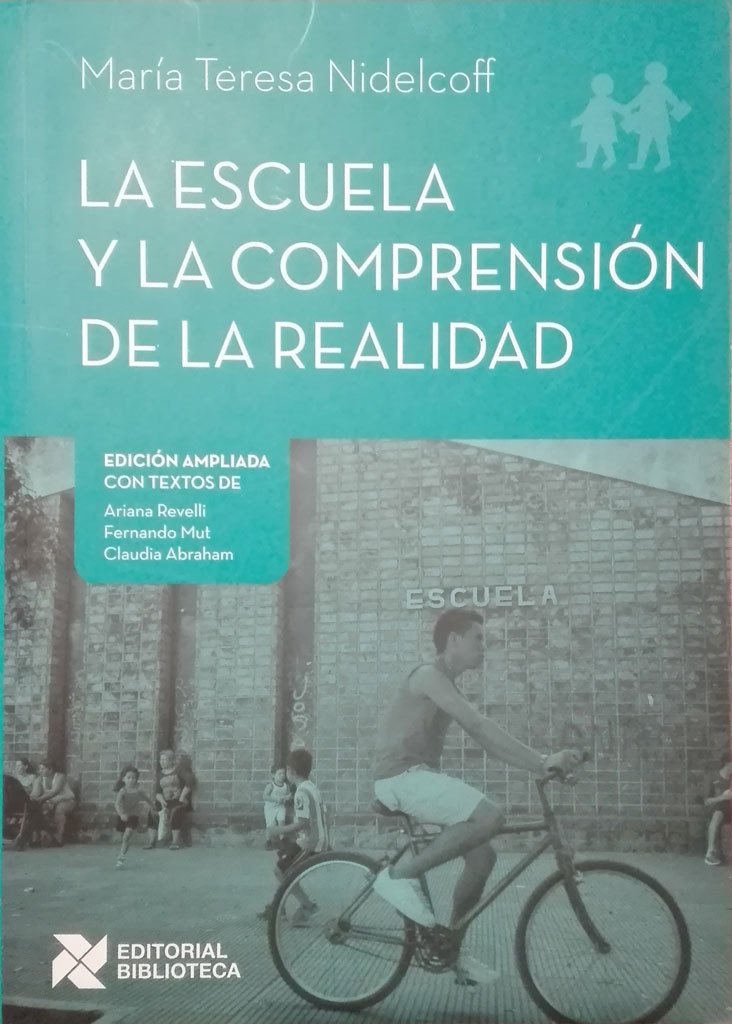 María Teresa Nidelcoff
LA ESCUELA
Y LA COMPRENSIÓN
DE LA REALIDAD
EDICIÓN AMPLIADA
CON TEXTOS DE
Ariana Revelli
Fernando Mut
Claudia Abraham
ESCUELA
EDITORIAL
BIBLIOTECA